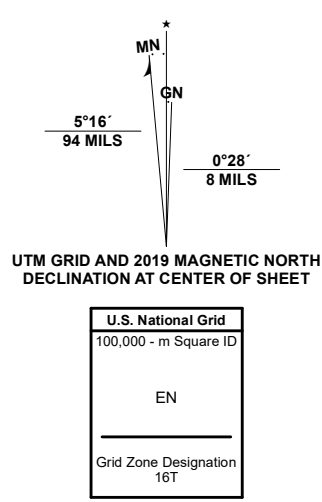 ★
MN
GN
5°16´
94 MILS
0°28´
8 MILS
UTM GRID AND 2019 MAGNETIC NORTH
DECLINATION AT CENTER OF SHEET
U.S. National Grid
100,000 - m Square ID
EN
Grid Zone Designation
16T